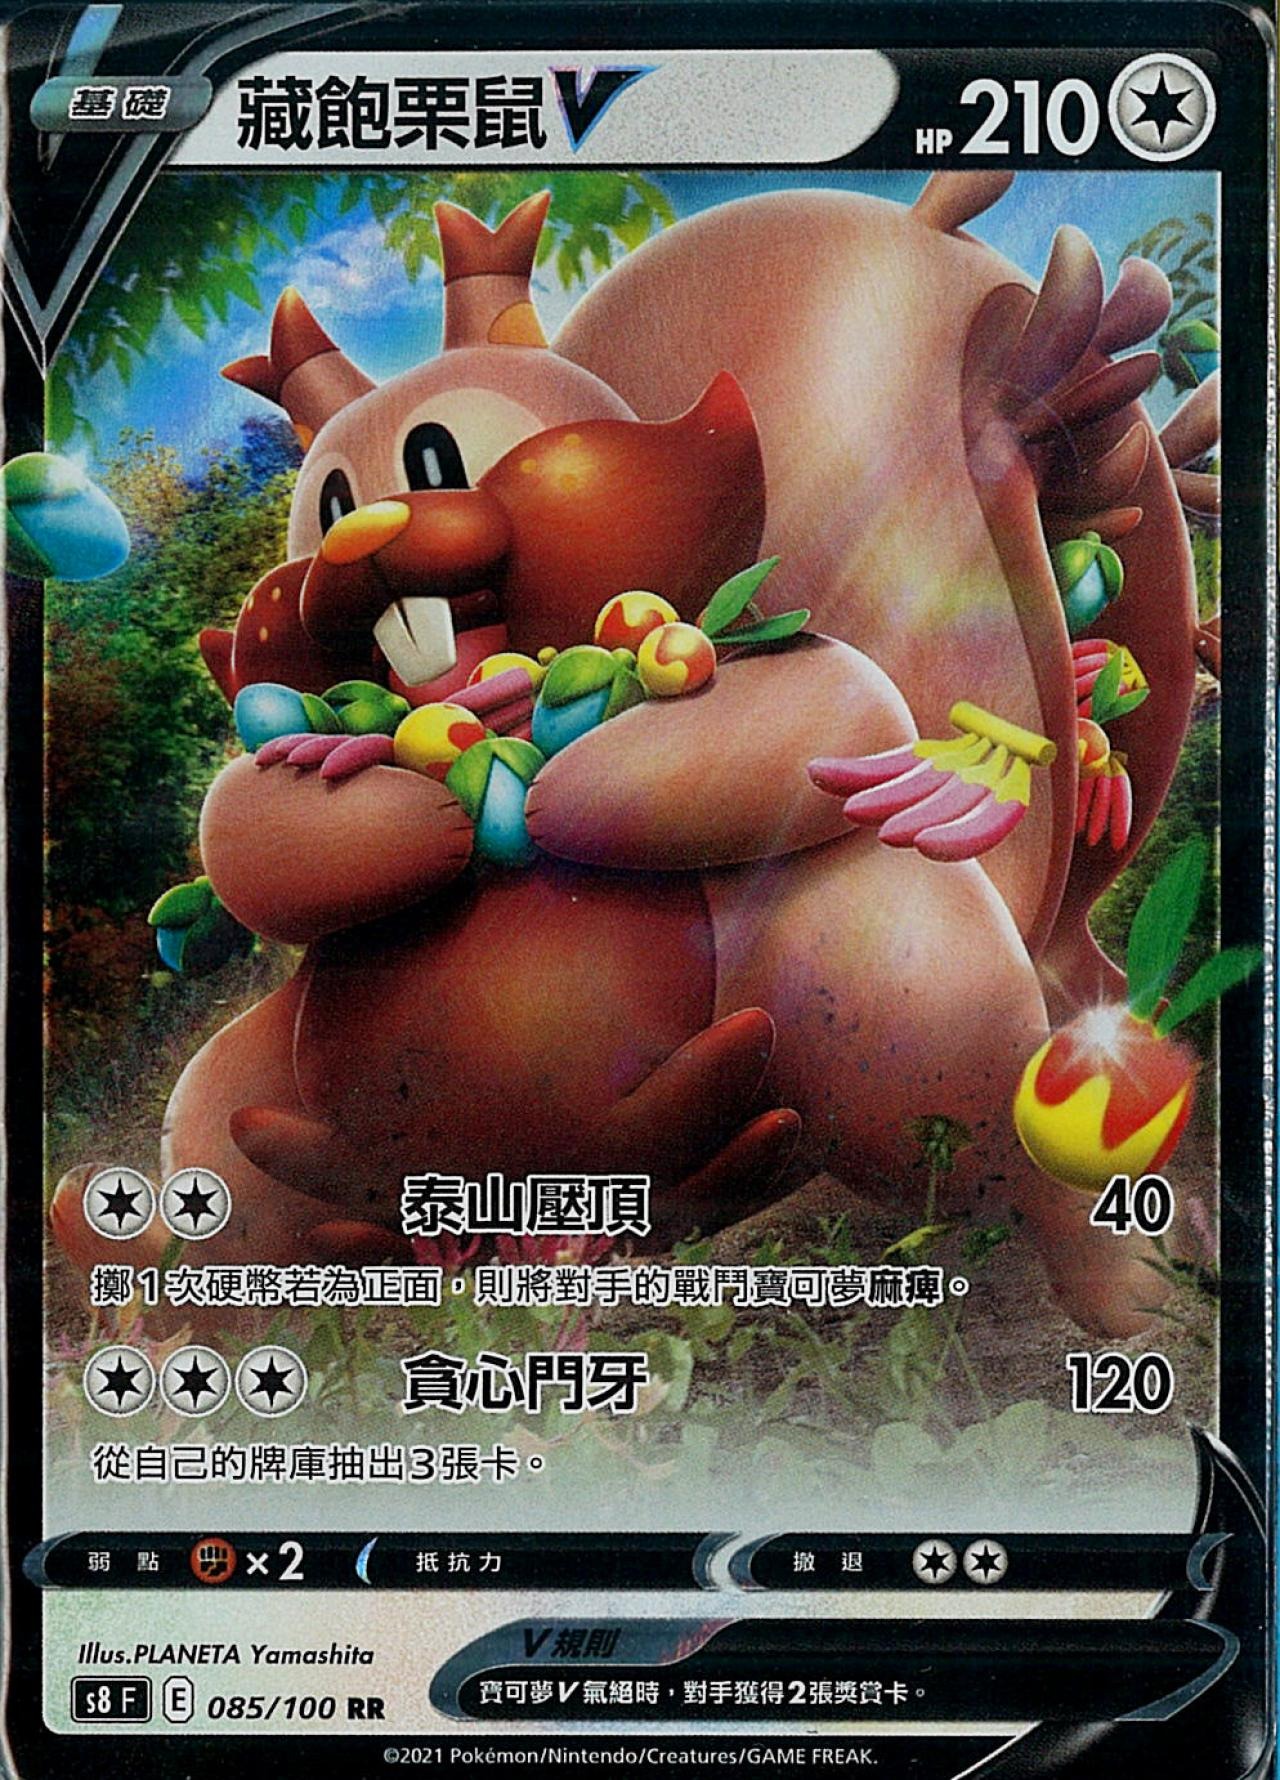 基礎
藏飽栗鼠V
HP 210
泰山壓頂 40
擲1次硬幣若為正面，則將對手的戰鬥寶可夢麻痺。
貪心門牙 120
從自己的牌庫抽出3張卡。
弱點 ×2 抵抗力 撤退
Illus.PLANETA Yamashita
V規則
寶可夢V氣絕時，對手獲得2張獎賞卡。
s8 F E 085/100 RR
©2021 Pokémon/Nintendo/Creatures/GAME FREAK.